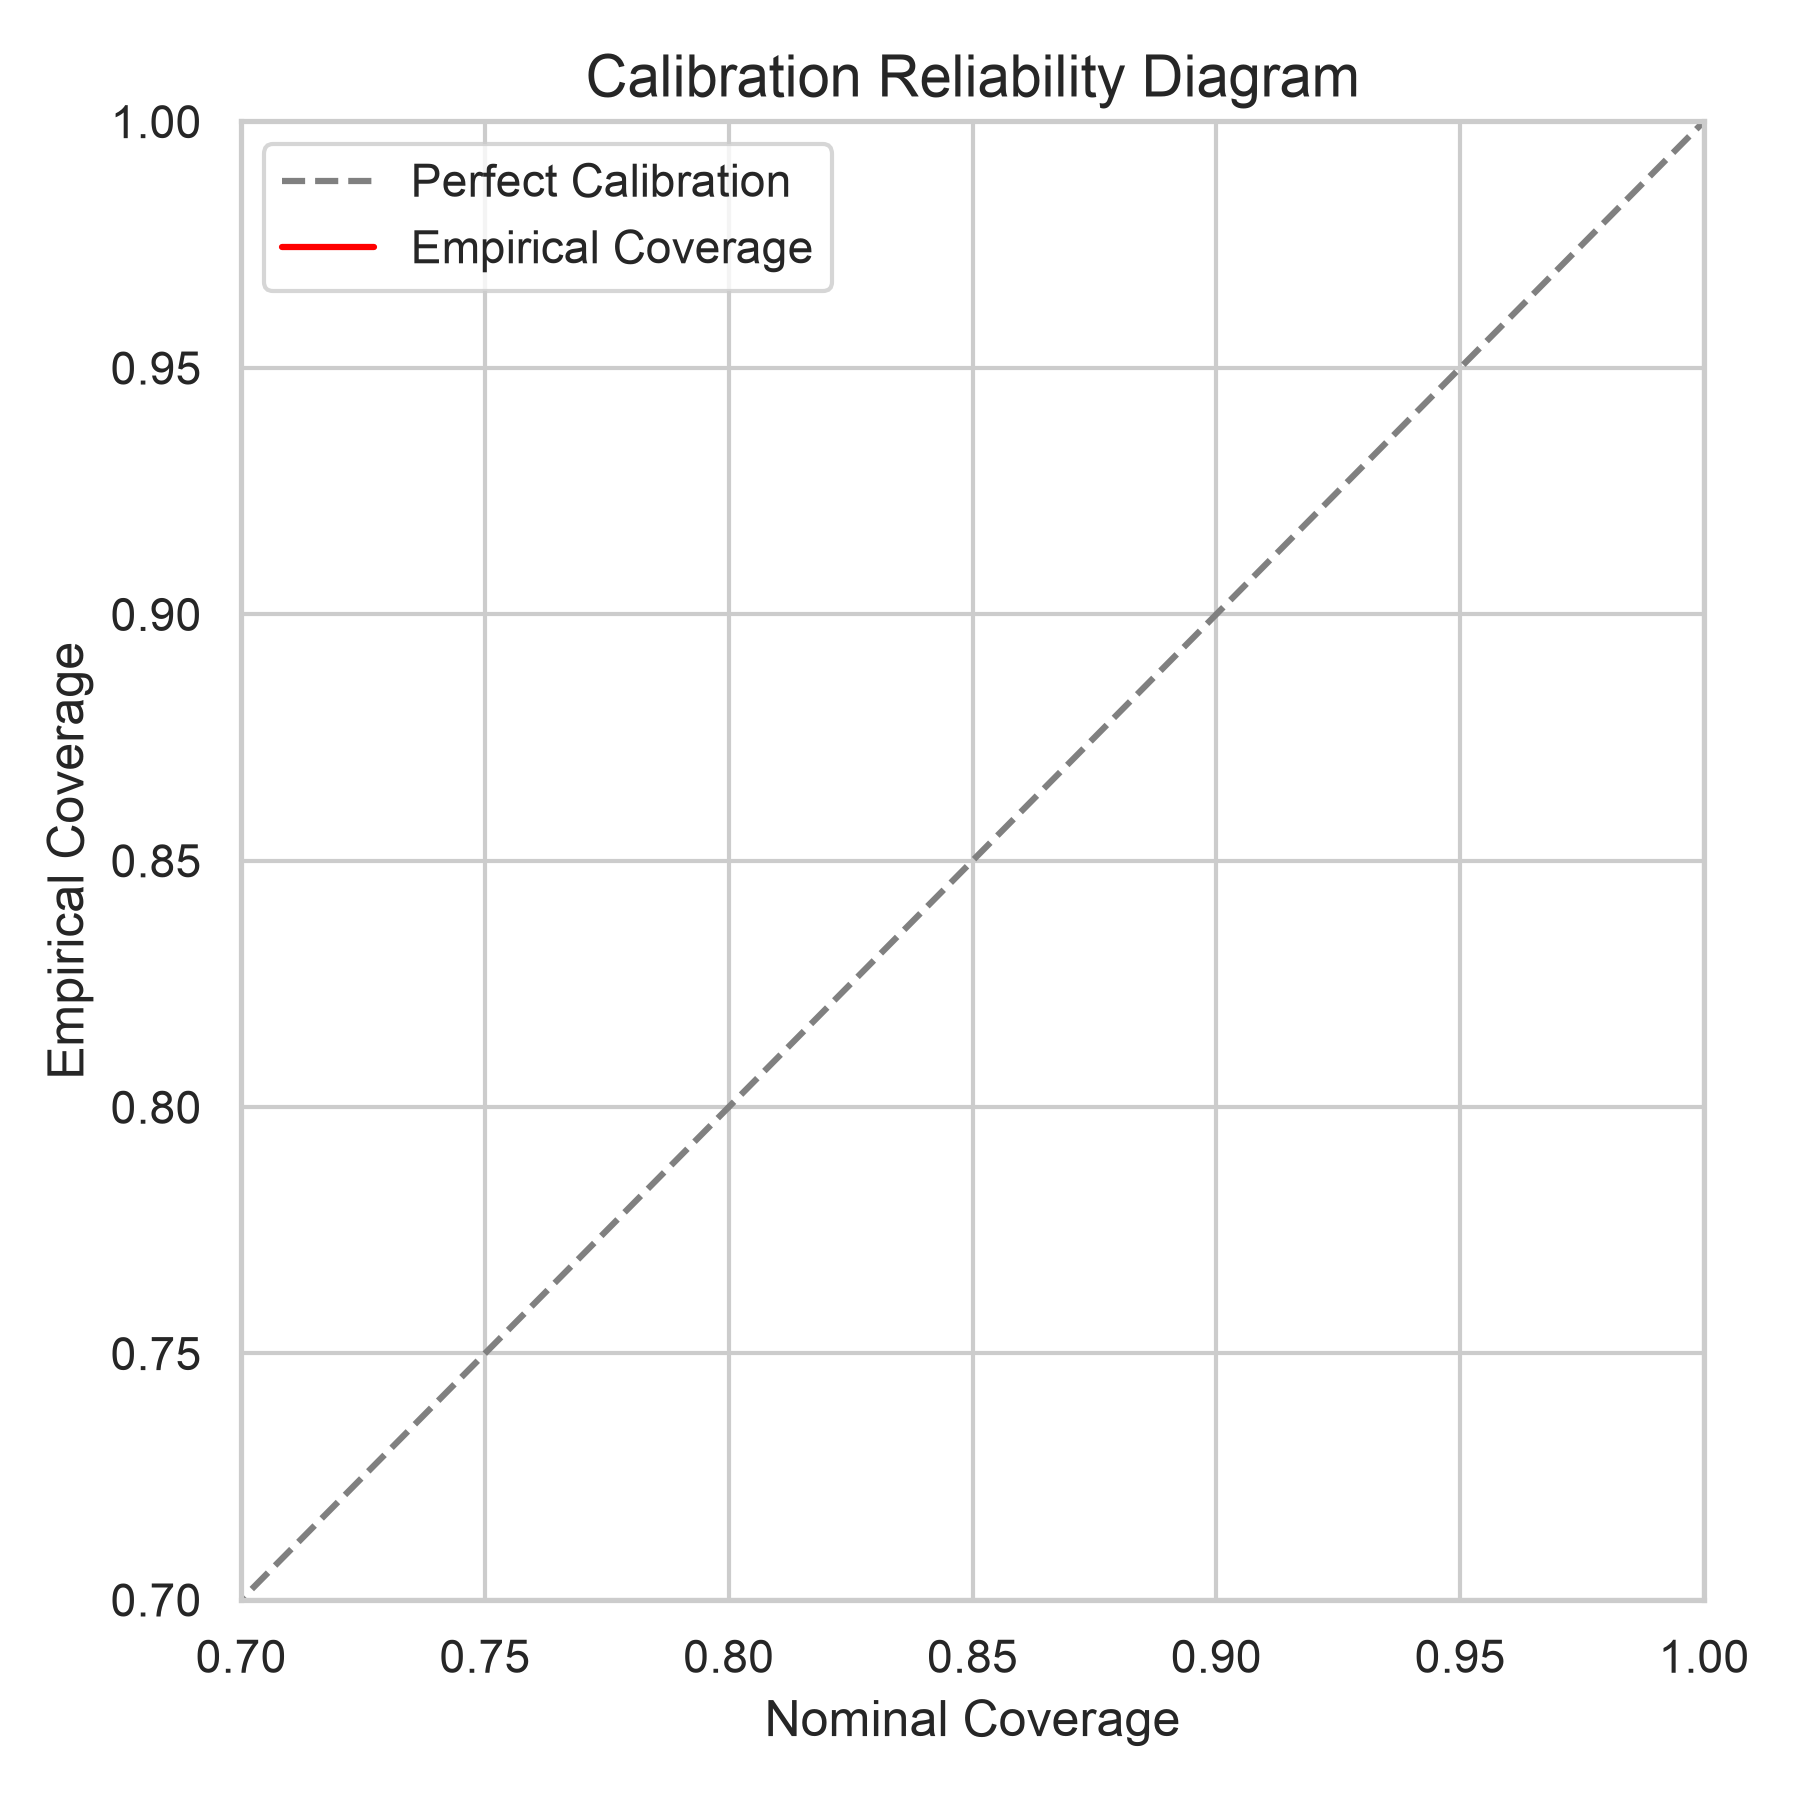 Calibration Reliability Diagram
1.00
Perfect Calibration
Empirical Coverage
0.95
0.90
0.85
0.80
0.75
0.70
Empirical Coverage
0.70 0.75 0.80 0.85 0.90 0.95 1.00
Nominal Coverage